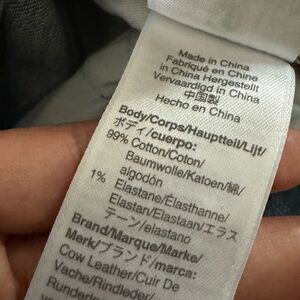 Made in China
Fabriqué en Chine
in China Hergestellt
Vervaardigd in China
中国製
Hecho en China
Body/Corps/Hauptteil/Lijf/
ボディ/cuerpo:
99% Cotton/Coton/
Baumwolle/Katoen/綿/
algodón
1% Elastane/Élasthanne/
Elastan/Elastaan/エラス
テーン/elastano
Brand/Marque/Marke/
Merk/ブランド/marca:
Cow Leather/Cuir De
Vache/Rindleder/